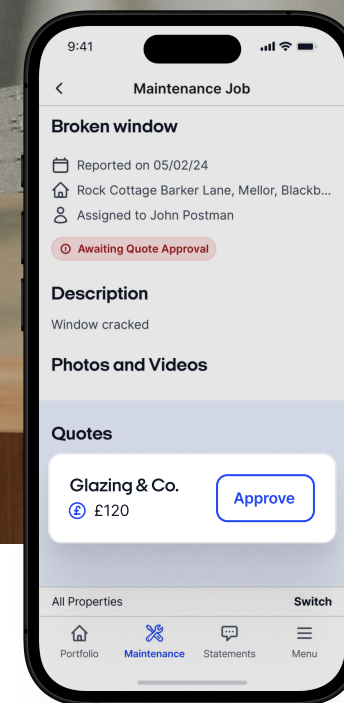 9:41
Maintenance Job
Broken window
Reported on 05/02/24
Rock Cottage Barker Lane, Mellor, Blackb...
Assigned to John Postman
Awaiting Quote Approval
Description
Window cracked
Photos and Videos
Quotes
Glazing & Co.
£120
Approve
All Properties
Switch
Portfolio
Maintenance
Statements
Menu